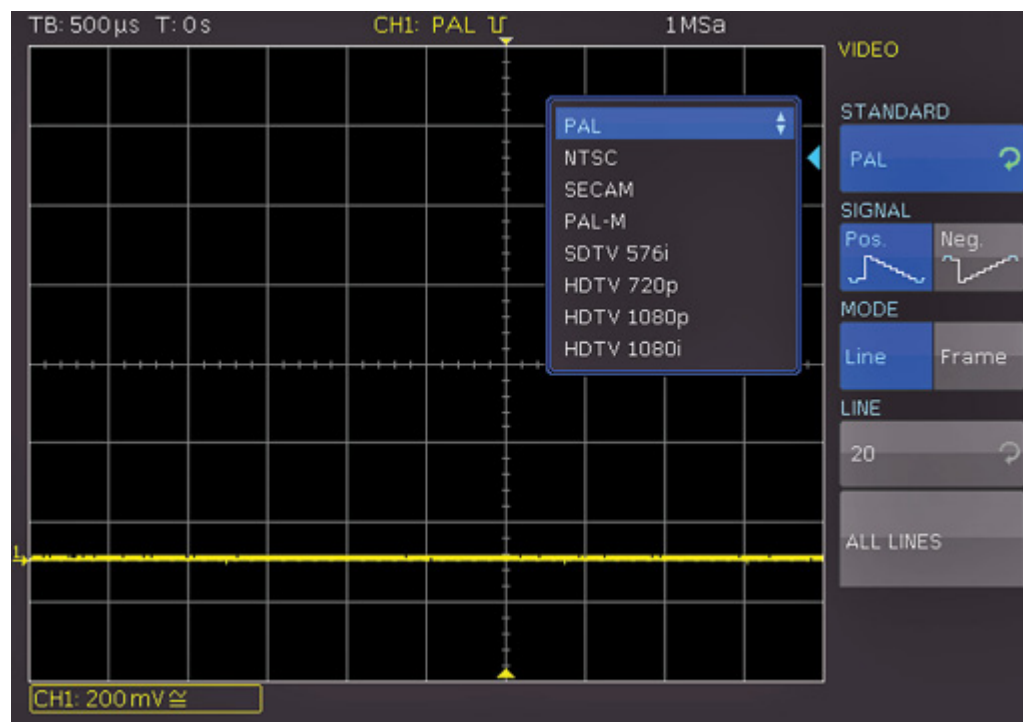 TB: 500µs T: 0s CH1: PAL 1MSa
VIDEO
STANDARD
PAL
SIGNAL
Pos. Neg.
MODE
Line Frame
LINE
20
ALL LINES
PAL
NTSC
SECAM
PAL-M
SDTV 576i
HDTV 720p
HDTV 1080p
HDTV 1080i
1
CH1: 200mV≅